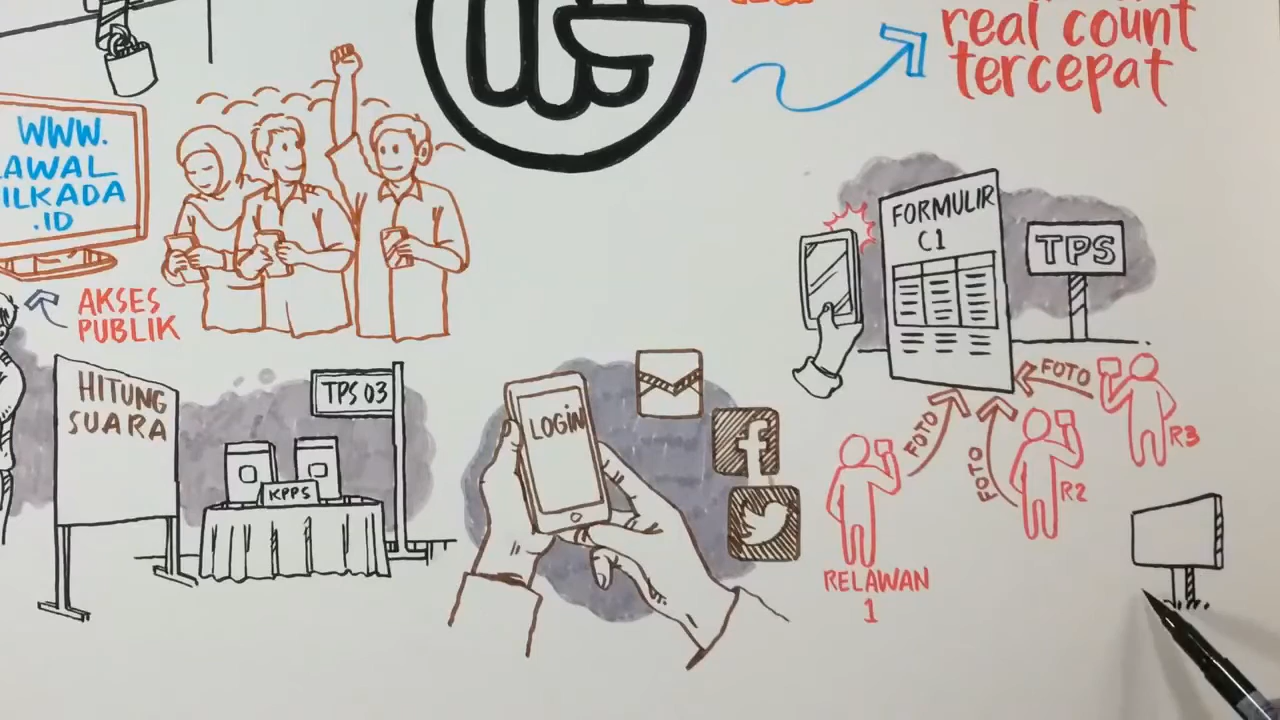 real count
tercepat
WWW.
AWAL
ILKADA
.ID
AKSES
PUBLIK
FORMULIR
C1
TPS
HITUNG
SUARA
TPS 03
KPPS
LOGIN
f
FOTO
FOTO
FOTO
R3
R2
RELAWAN
1